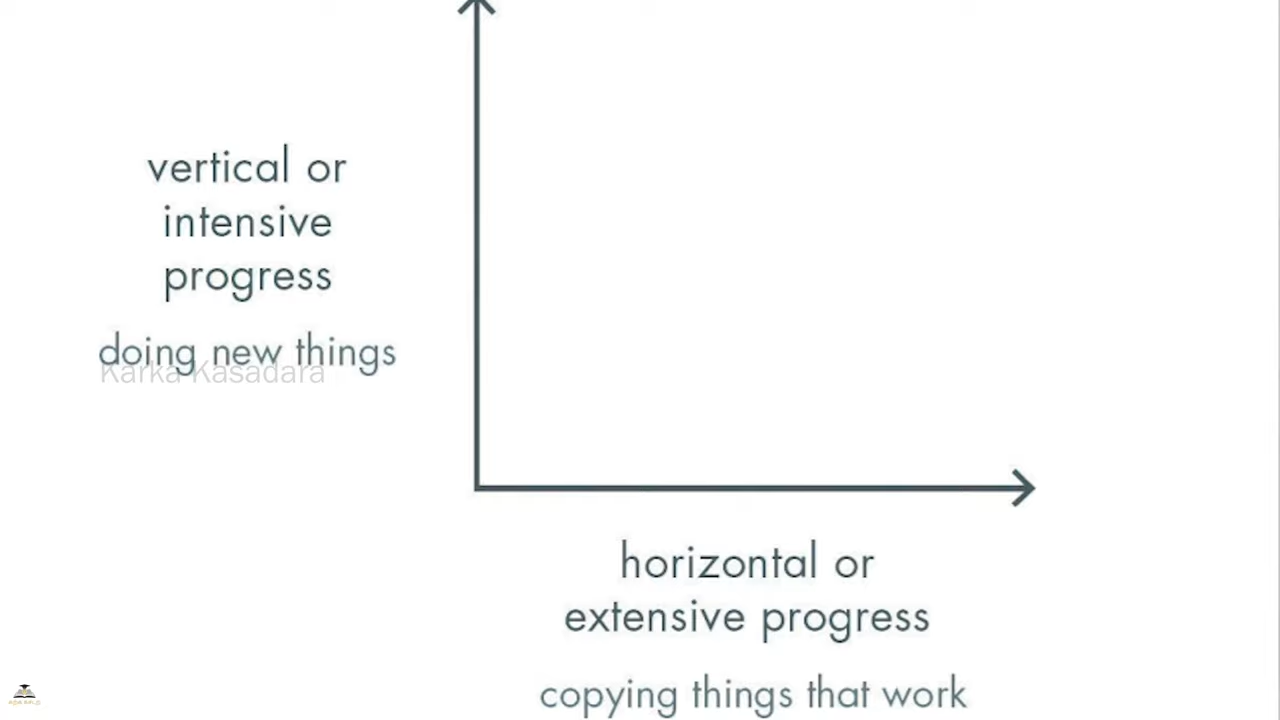 vertical or
intensive
progress
doing new things
Karka Kasadara
horizontal or
extensive progress
copying things that work